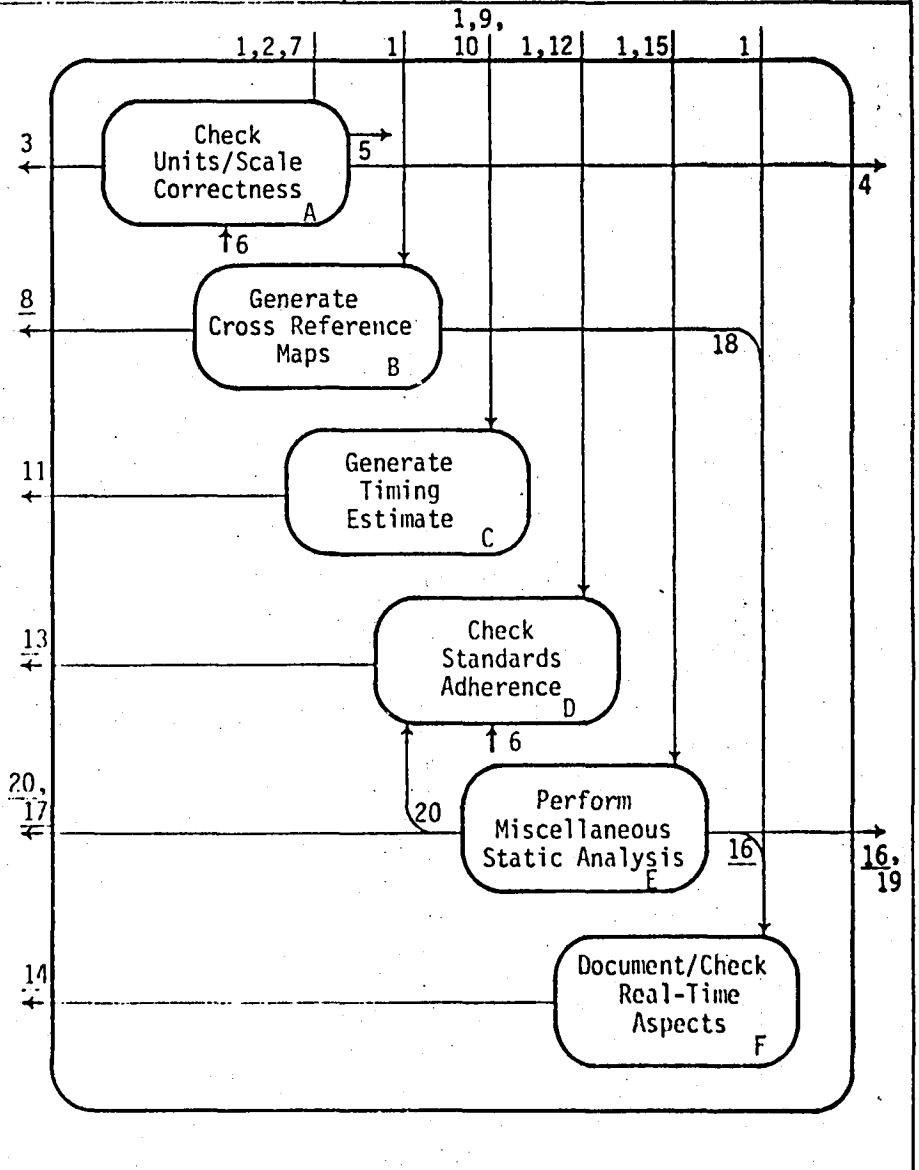 1,9,
1,2,7 1 10 1,12 1,15 1
Check
Units/Scale
Correctness
A
3
5
4
6
Generate
Cross Reference
Maps
B
8
18
Generate
Timing
Estimate
C
11
Check
Standards
Adherence
D
13
6
20,
17
20
Perform
Miscellaneous
Static Analysis
E
16
16,
19
Document/Check
Real-Time
Aspects
F
14